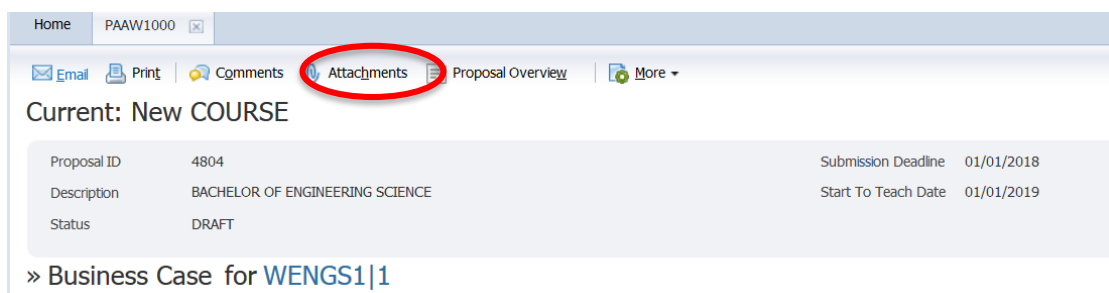 Home PAAW1000
Email Print Comments Attachments Proposal Overview More
Current: New COURSE
Proposal ID 4804 Submission Deadline 01/01/2018
Description BACHELOR OF ENGINEERING SCIENCE Start To Teach Date 01/01/2019
Status DRAFT
» Business Case for WENGS1|1